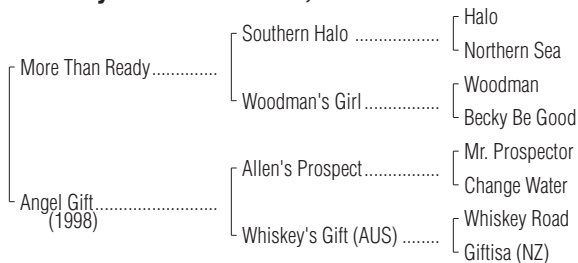 Halo
Southern Halo ..................
Northern Sea
More Than Ready..............
Woodman
Woodman's Girl................
Becky Be Good
Mr. Prospector
Allen's Prospect................
Change Water
Angel Gift..........................
(1998)
Whiskey Road
Whiskey's Gift (AUS) ........
Giftisa (NZ)